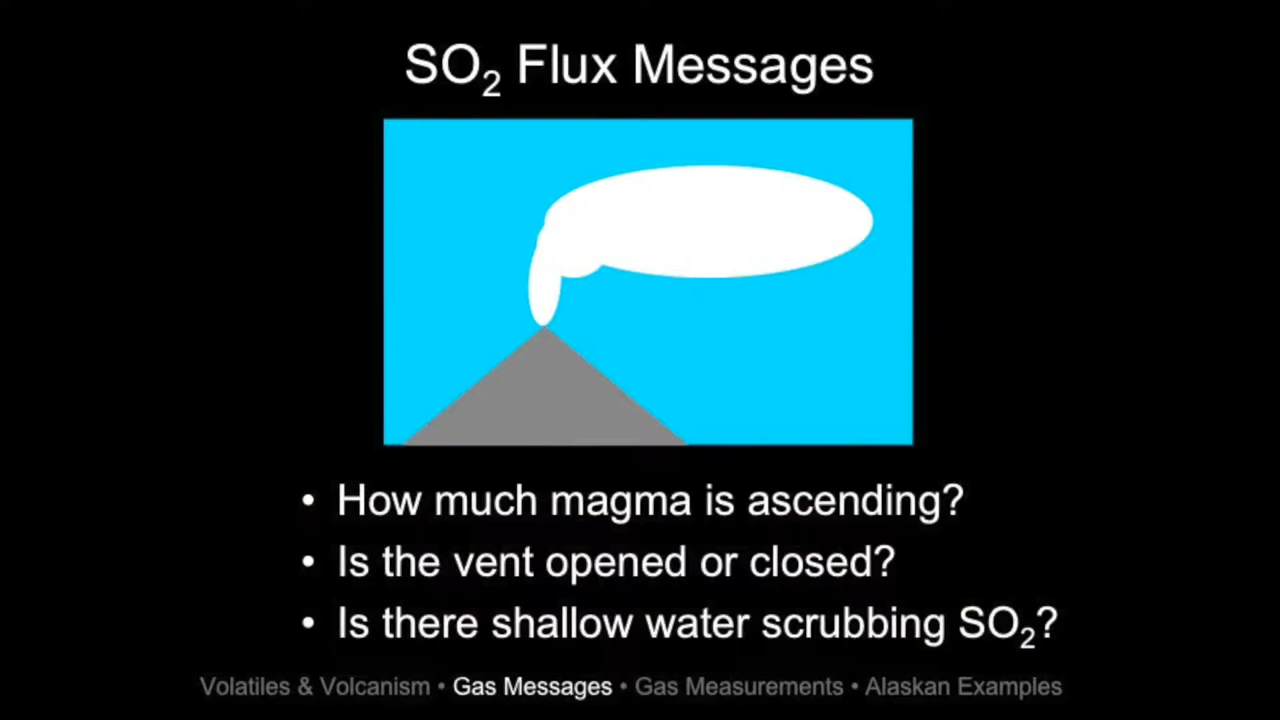 SO₂ Flux Messages
• How much magma is ascending?
• Is the vent opened or closed?
• Is there shallow water scrubbing SO₂?
Volatiles & Volcanism • Gas Messages • Gas Measurements • Alaskan Examples